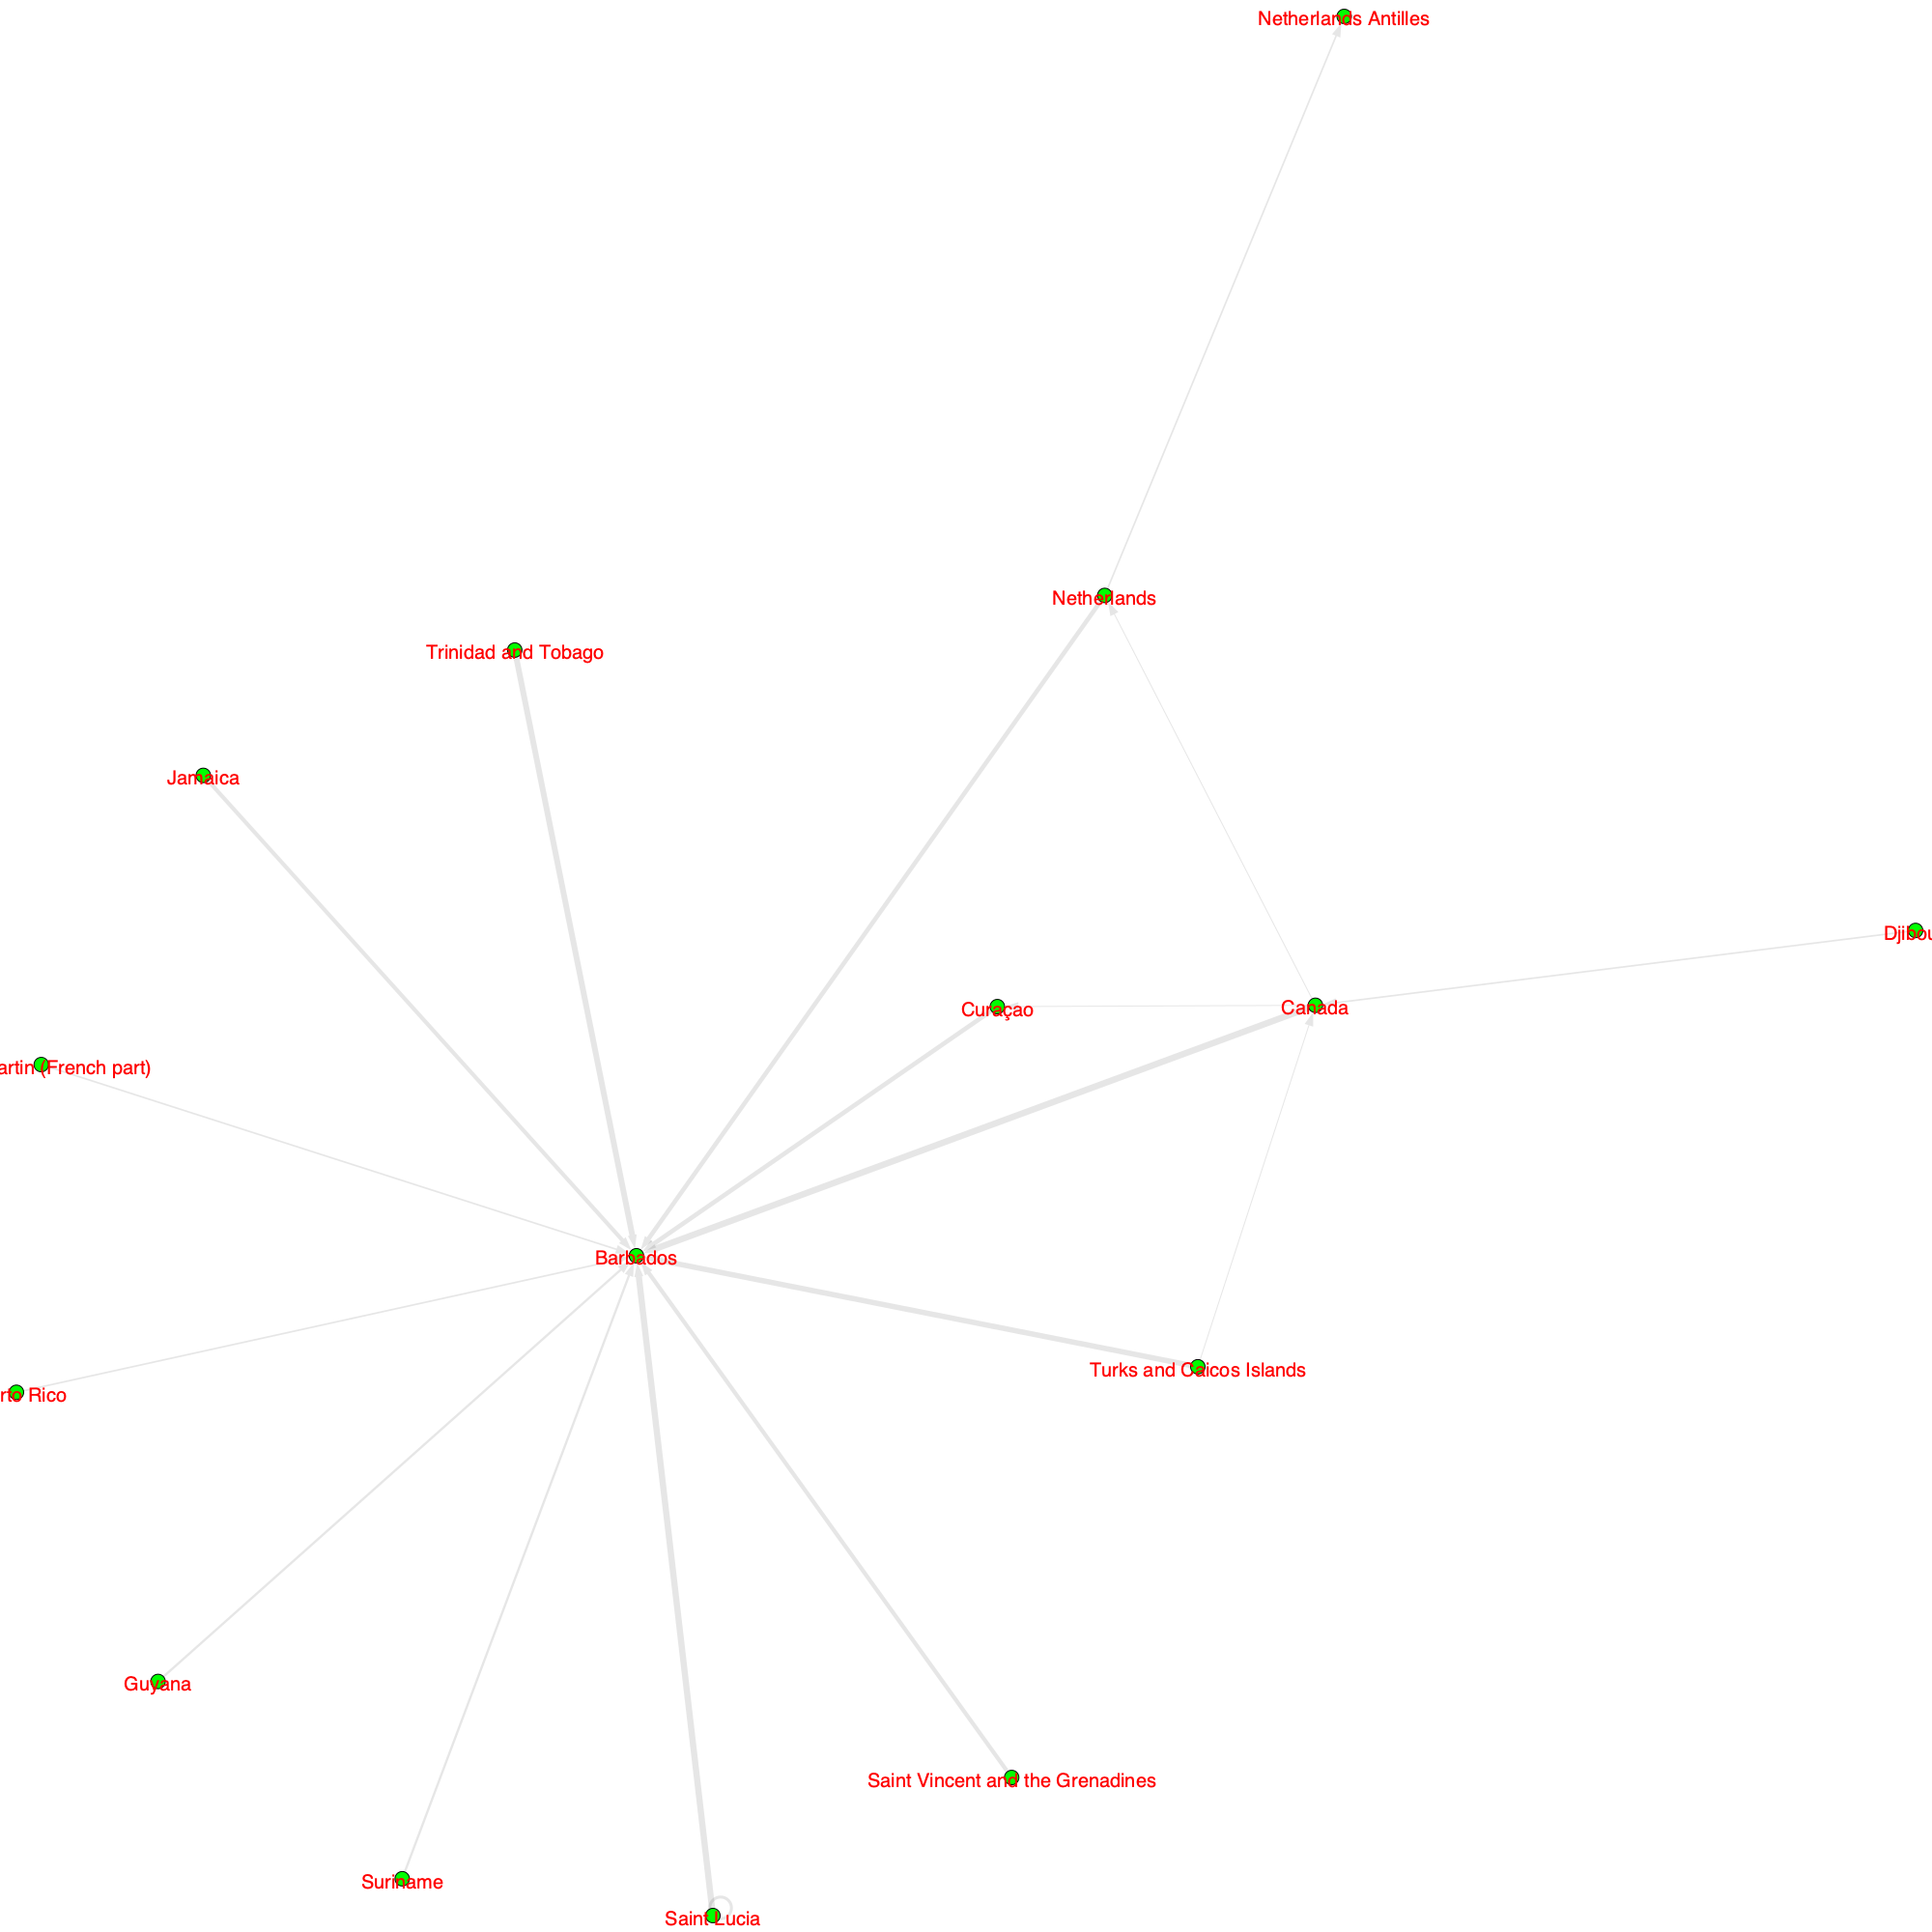 Netherlands Antilles
Netherlands
Trinidad and Tobago
Jamaica
Djibou
Curaçao
Canada
artin (French part)
Barbados
Turks and Caicos Islands
rto Rico
Guyana
Saint Vincent and the Grenadines
Suriname
Saint Lucia